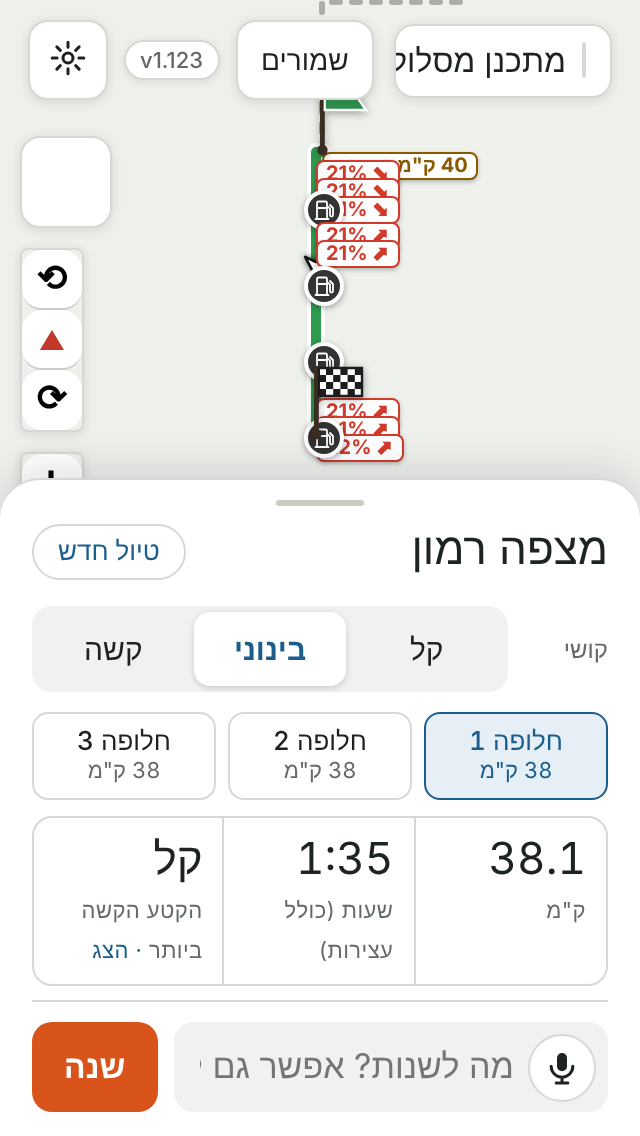 מתכנן מסלול
שמורים
v1.123
40 ק"מ
21%
21%
21%
21%
21%
מצפה רמון
טיול חדש
קושי
קל
בינוני
קשה
חלופה 1
38 ק"מ
חלופה 2
38 ק"מ
חלופה 3
38 ק"מ
38.1
ק"מ
1:35
שעות (כולל
עצירות)
קל
הקטע הקשה
ביותר · הצג
מה לשנות? אפשר גם
שנה